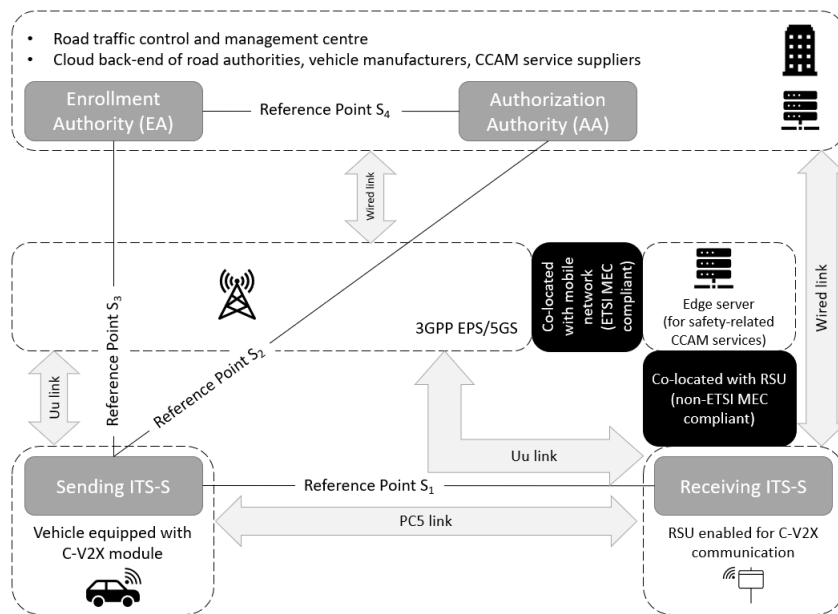 • Road traffic control and management centre
• Cloud back-end of road authorities, vehicle manufacturers, CCAM service suppliers
Enrollment
Authority (EA)
Reference Point S₄
Authorization
Authority (AA)
Wired link
Wired link
Reference Point S₃
Reference Point S₂
3GPP EPS/5GS
Co-located
with mobile
network
(ETSI MEC
compliant)
Edge server
(for safety-related
CCAM services)
Co-located with RSU
(non-ETSI MEC
compliant)
Uu link
Uu link
Sending ITS-S
Reference Point S₁
Receiving ITS-S
PC5 link
Vehicle equipped with
C-V2X module
RSU enabled for C-V2X
communication